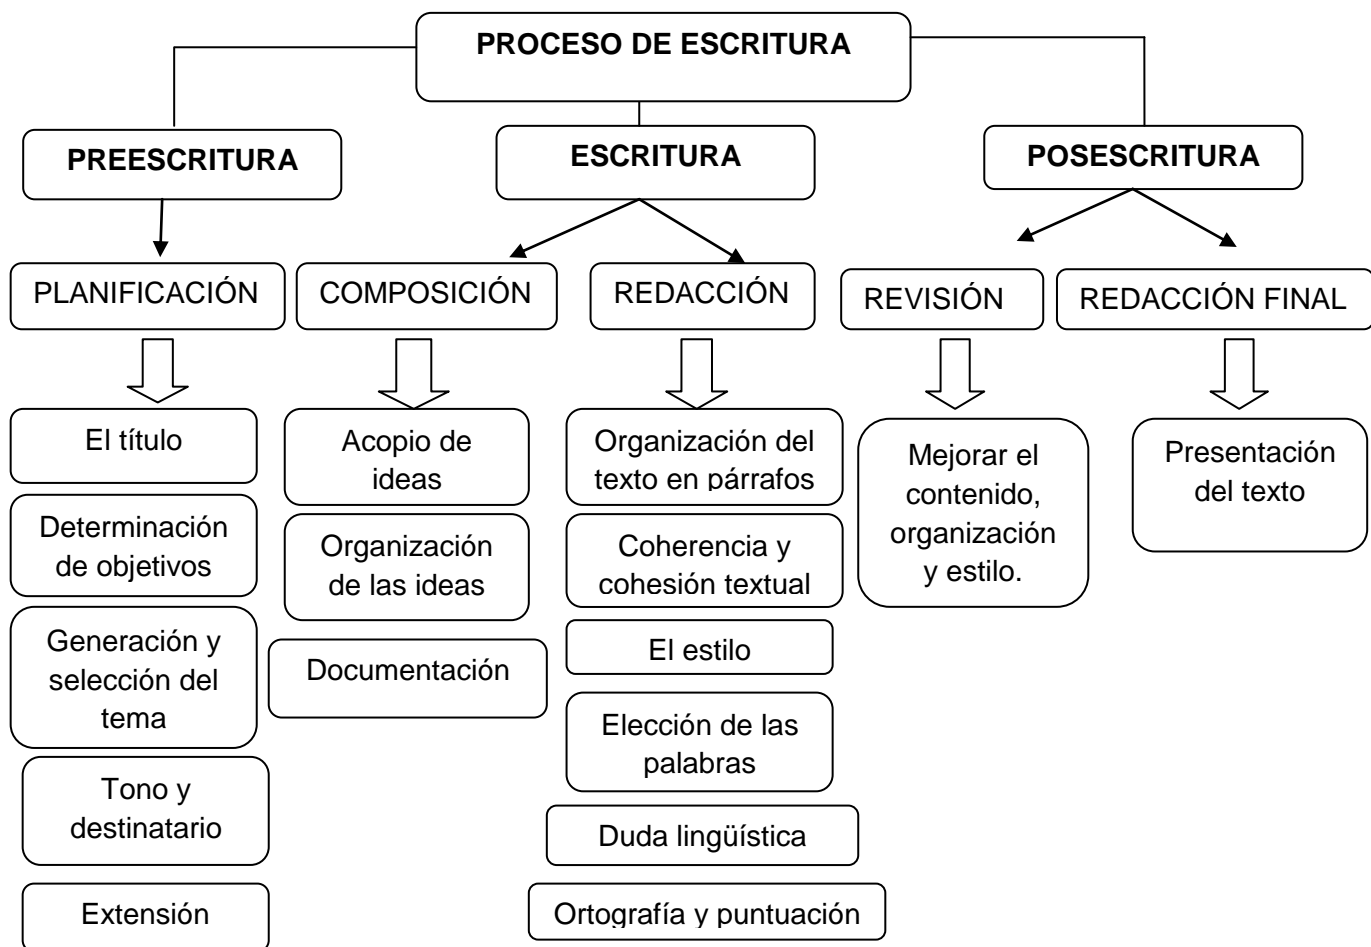 PROCESO DE ESCRITURA
PREESCRITURA
ESCRITURA
POSESCRITURA
PLANIFICACIÓN
COMPOSICIÓN
REDACCIÓN
REVISIÓN
REDACCIÓN FINAL
El título
Determinación
de objetivos
Generación y
selección del
tema
Tono y
destinatario
Extensión
Acopio de
ideas
Organización
de las ideas
Documentación
Organización del
texto en párrafos
Coherencia y
cohesión textual
El estilo
Elección de las
palabras
Duda lingüística
Ortografía y puntuación
Mejorar el
contenido,
organización
y estilo.
Presentación
del texto